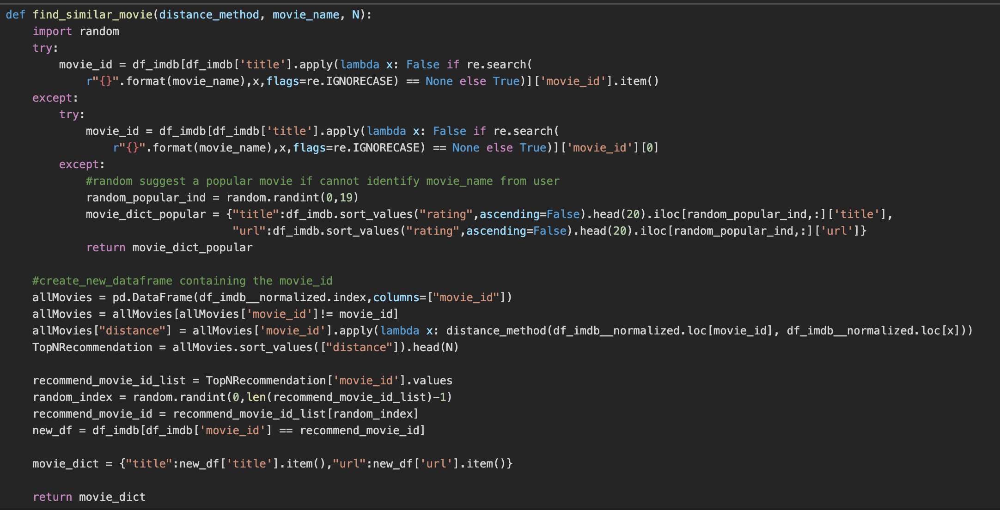 def find_similar_movie(distance_method, movie_name, N):
    import random
    try:
        movie_id = df_imdb[df_imdb['title'].apply(lambda x: False if re.search(
            r"{}".format(movie_name),x,flags=re.IGNORECASE) == None else True)]['movie_id'].item()
    except:
        try:
            movie_id = df_imdb[df_imdb['title'].apply(lambda x: False if re.search(
                r"{}".format(movie_name),x,flags=re.IGNORECASE) == None else True)]['movie_id'][0]
        except:
            #random suggest a popular movie if cannot identify movie_name from user
            random_popular_ind = random.randint(0,19)
            movie_dict_popular = {"title":df_imdb.sort_values("rating",ascending=False).head(20).iloc[random_popular_ind,:]['title'],
                                  "url":df_imdb.sort_values("rating",ascending=False).head(20).iloc[random_popular_ind,:]['url']}
            return movie_dict_popular

    #create_new_dataframe containing the movie_id
    allMovies = pd.DataFrame(df_imdb__normalized.index,columns=["movie_id"])
    allMovies = allMovies[allMovies['movie_id']!= movie_id]
    allMovies["distance"] = allMovies['movie_id'].apply(lambda x: distance_method(df_imdb__normalized.loc[movie_id], df_imdb__normalized.loc[x]))
    TopNRecommendation = allMovies.sort_values(["distance"]).head(N)

    recommend_movie_id_list = TopNRecommendation['movie_id'].values
    random_index = random.randint(0,len(recommend_movie_id_list)-1)
    recommend_movie_id = recommend_movie_id_list[random_index]
    new_df = df_imdb[df_imdb['movie_id'] == recommend_movie_id]

    movie_dict = {"title":new_df['title'].item(),"url":new_df['url'].item()}

    return movie_dict